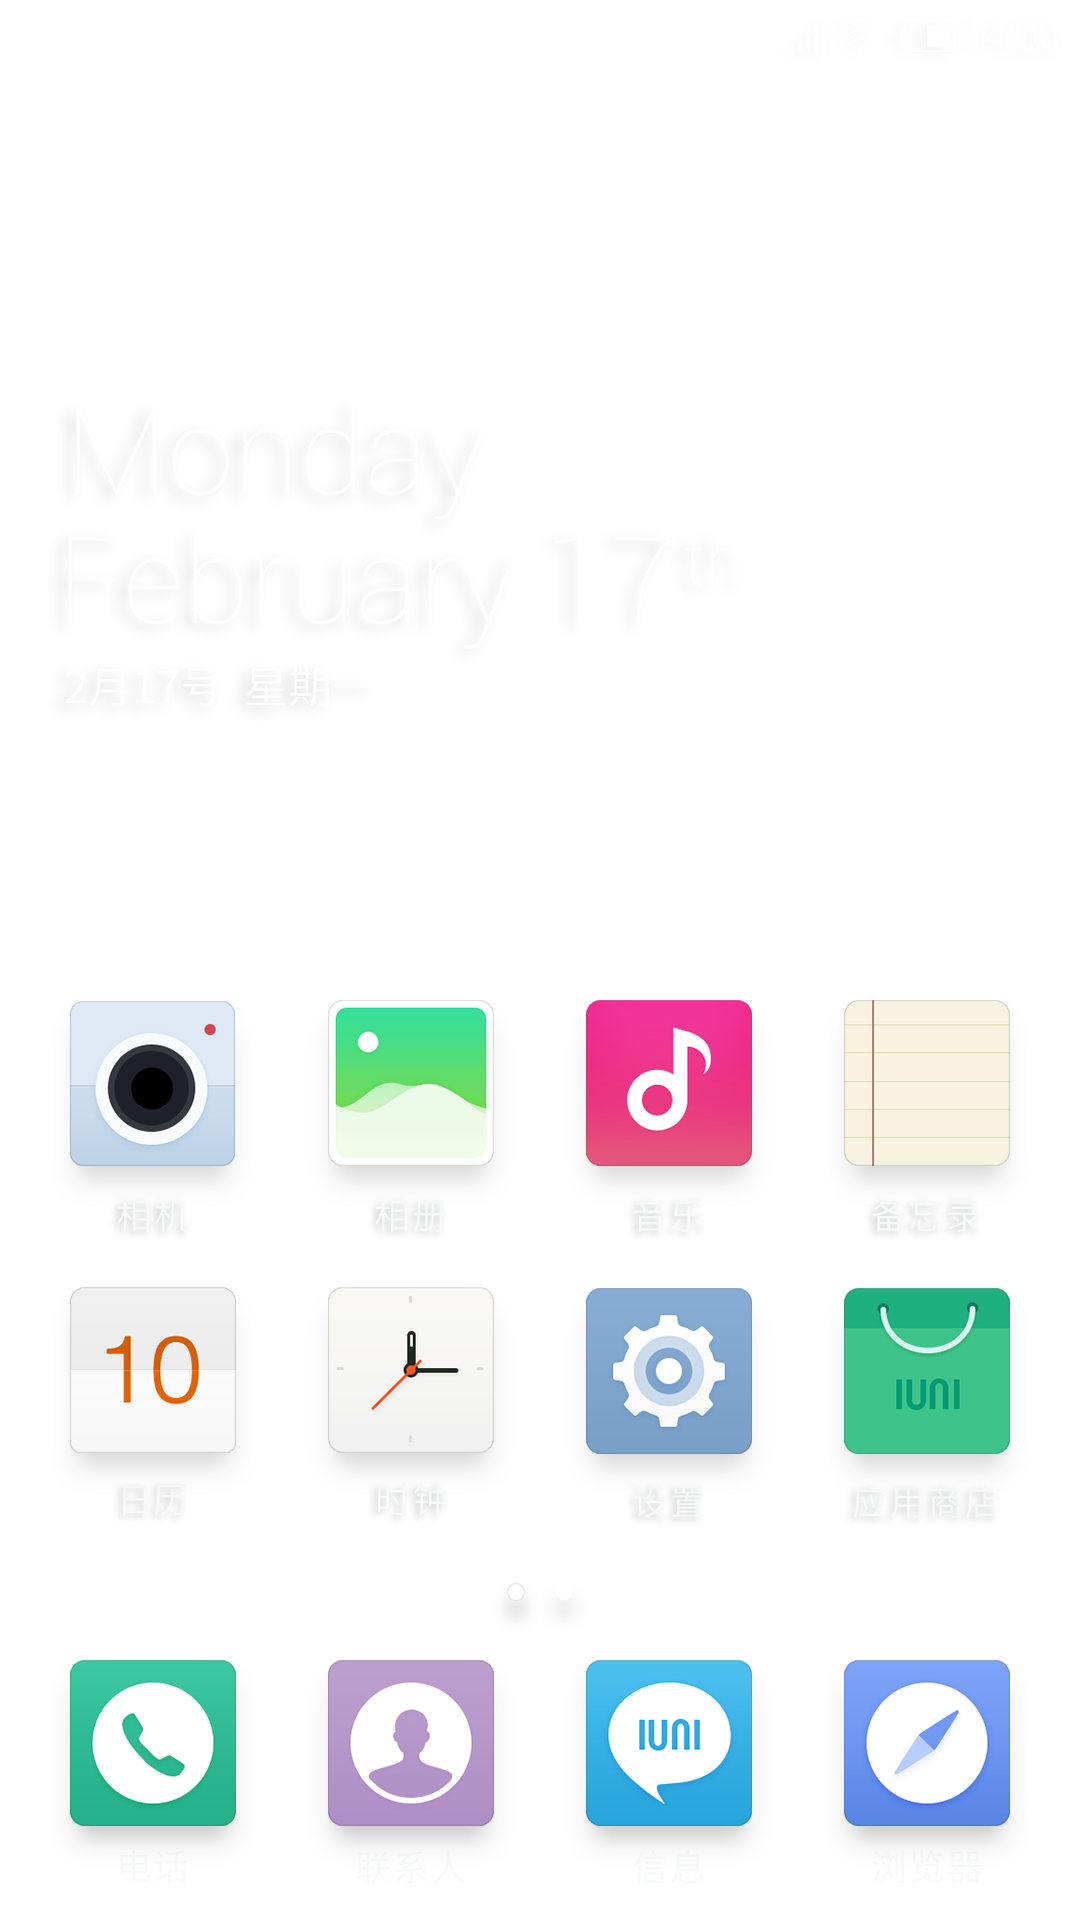 Monday
February 17th
2月17号 星期一
相机 相册 音乐 备忘录
10 IUNI
日历 时钟 设置 应用商店
IUNI
电话 联系人 信息 浏览器